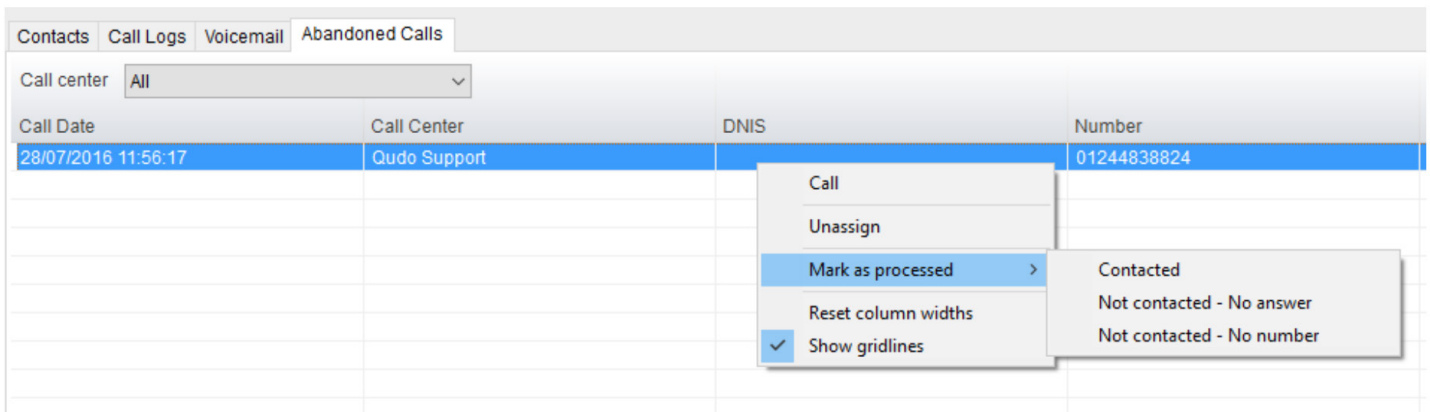 Contacts Call Logs Voicemail Abandoned Calls
Call center All
Call Date Call Center DNIS Number
28/07/2016 11:56:17 Qudo Support 01244838824
Call
Unassign
Mark as processed
Contacted
Not contacted - No answer
Not contacted - No number
Reset column widths
Show gridlines